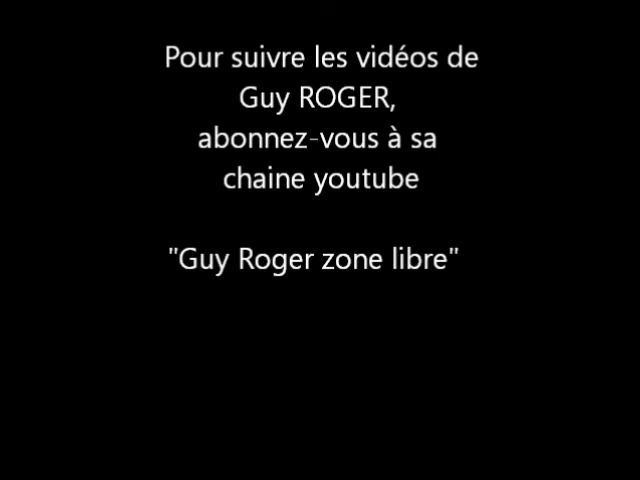 Pour suivre les vidéos de
Guy ROGER,
abonnez-vous à sa
chaine youtube
"Guy Roger zone libre"